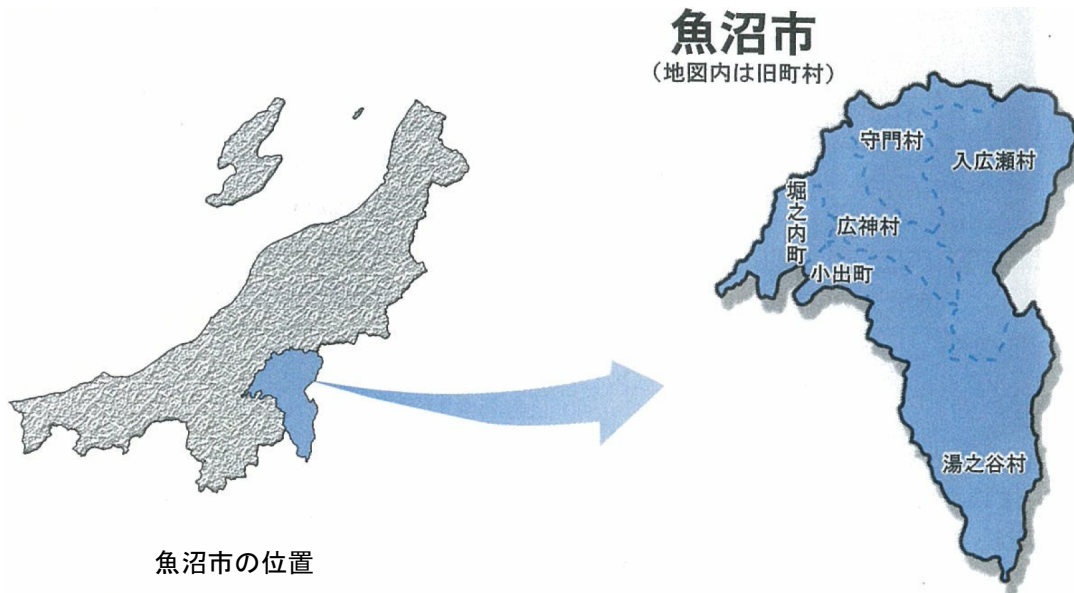 魚沼市
(地図内は旧町村)
守門村
入広瀬村
堀之内町
広神村
小出町
湯之谷村
魚沼市の位置